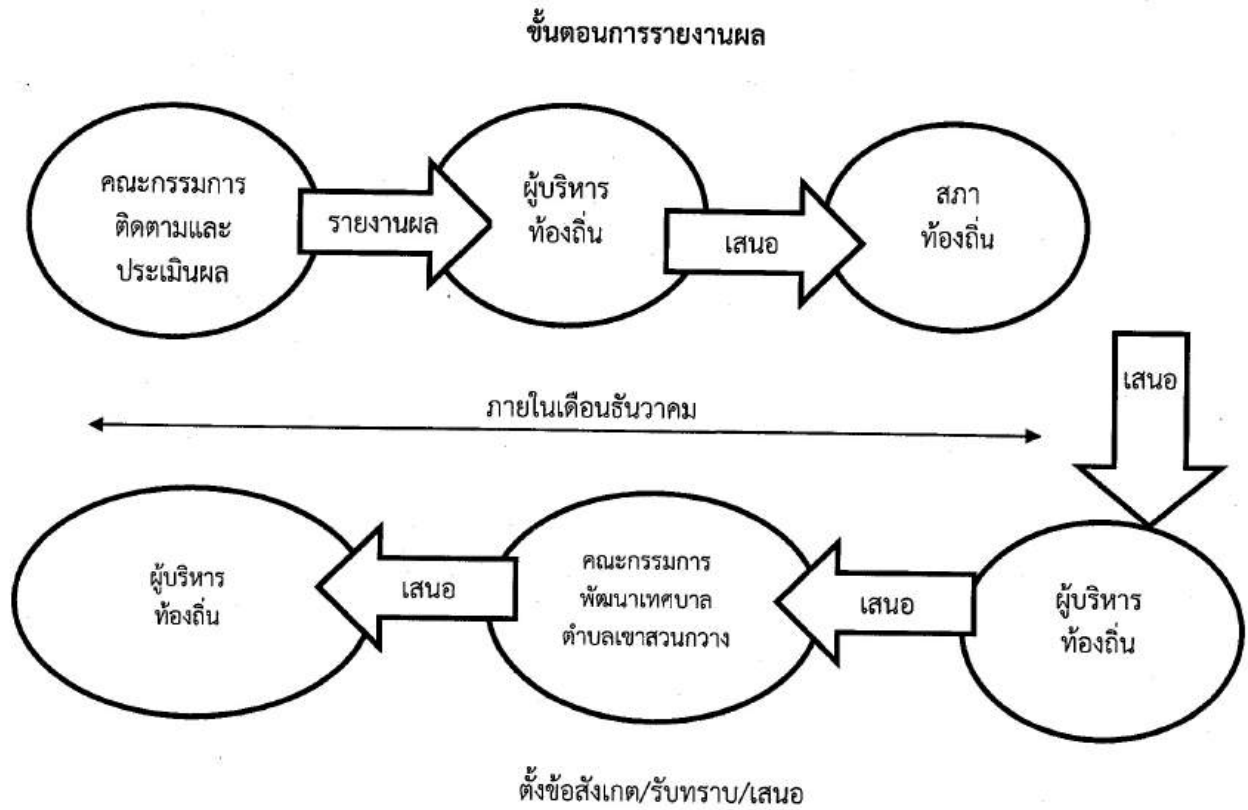 ขั้นตอนการรายงานผล
คณะกรรมการ
ติดตามและ
ประเมินผล
รายงานผล
ผู้บริหาร
ท้องถิ่น
เสนอ
สภา
ท้องถิ่น
เสนอ
ภายในเดือนธันวาคม
ผู้บริหาร
ท้องถิ่น
เสนอ
คณะกรรมการ
พัฒนาเทศบาล
ตำบลเขาสวนกวาง
เสนอ
ผู้บริหาร
ท้องถิ่น
ตั้งข้อสังเกต/รับทราบ/เสนอ